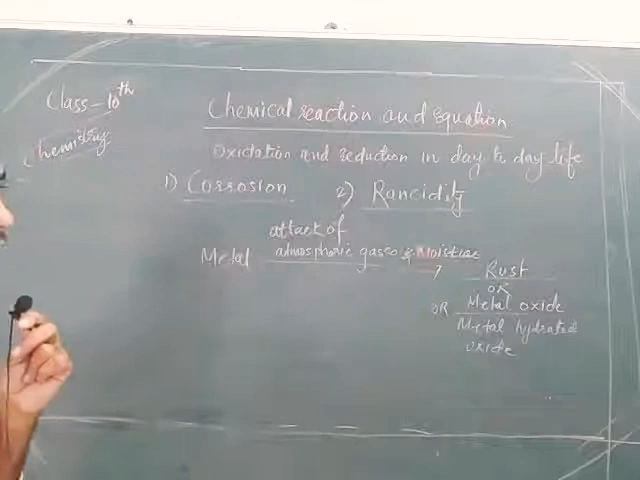 Class - 10th
Chemistry
Chemical reaction and equation
Oxidation and reduction in day to day life
1) Corrosion 2) Rancidity
attack of
Metal atmospheric gases & Moisture
Rust
OR
OR Metal oxide
Metal hydrated
oxide